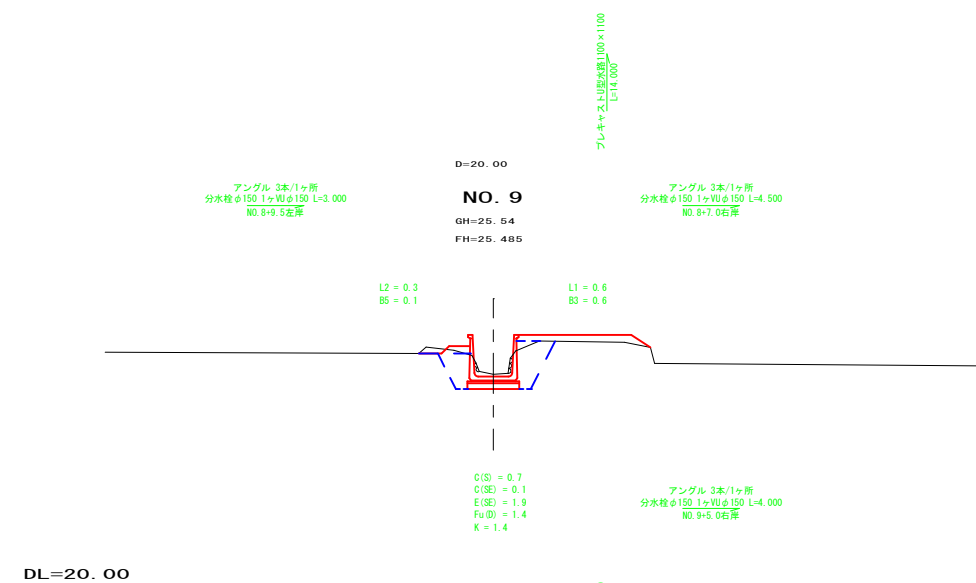 プレキャストU型水路1100×1100
L=14.000
D=20.00
アンク゛ル 3本/1ヶ所
分水栓φ150 1ヶVUφ150 L=3.000
NO.8+9.5左岸
NO.9
アンク゛ル 3本/1ヶ所
分水栓φ150 1ヶVUφ150 L=4.500
NO.8+7.0右岸
GH=25.54
FH=25.485
L2 = 0.3
B5 = 0.1
L1 = 0.6
B3 = 0.6
C(S) = 0.7
C(SE) = 0.1
E(SE) = 1.9
Fu(D) = 1.4
K = 1.4
アンク゛ル 3本/1ヶ所
分水栓φ150 1ヶVUφ150 L=4.000
NO.9+5.0右岸
DL=20.00